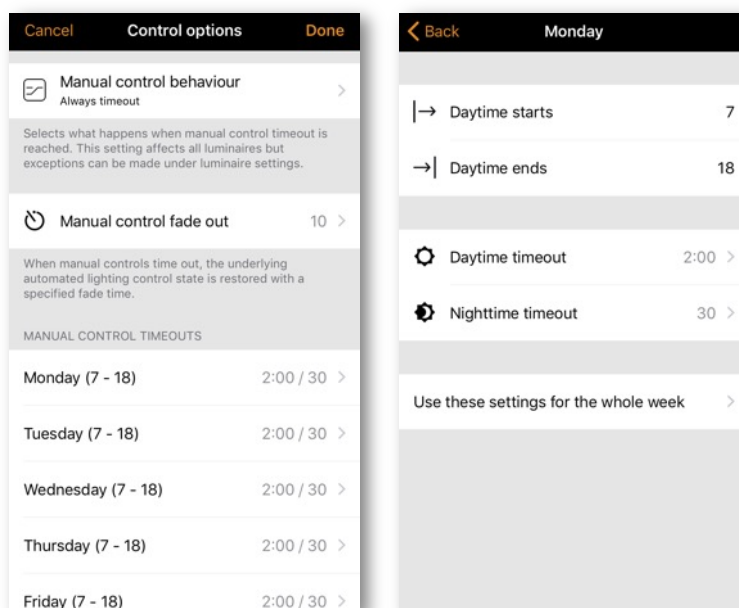 Cancel Control options Done
Manual control behaviour
Always timeout
Selects what happens when manual control timeout is
reached. This setting affects all luminaires but
exceptions can be made under luminaire settings.
Manual control fade out 10
When manual controls time out, the underlying
automated lighting control state is restored with a
specified fade time.
MANUAL CONTROL TIMEOUTS
Monday (7 - 18) 2:00 / 30
Tuesday (7 - 18) 2:00 / 30
Wednesday (7 - 18) 2:00 / 30
Thursday (7 - 18) 2:00 / 30
Friday (7 - 18) 2:00 / 30
Back Monday
Daytime starts 7
Daytime ends 18
Daytime timeout 2:00
Nighttime timeout 30
Use these settings for the whole week